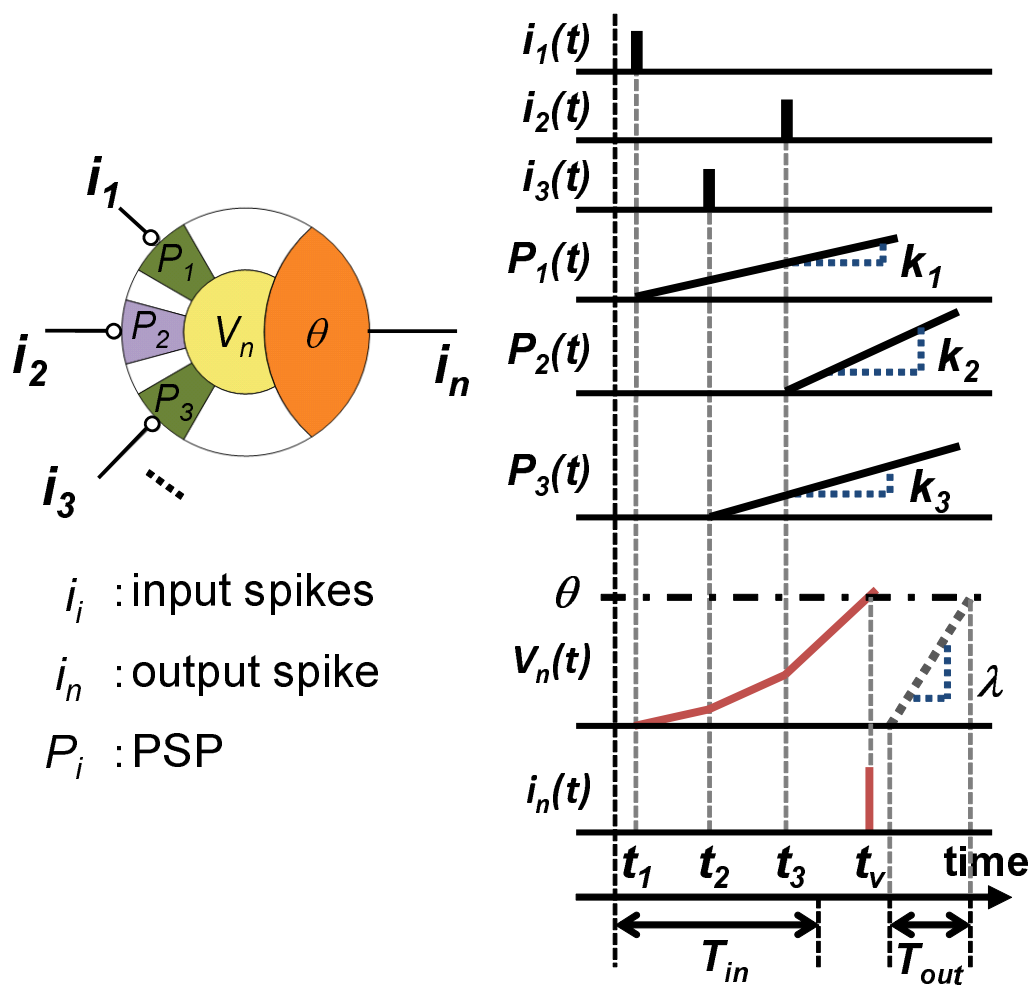 i1
i2
i3
P1
P2
P3
Vn
θ
in
ii : input spikes
in : output spike
Pi : PSP
i1(t)
i2(t)
i3(t)
P1(t)
k1
P2(t)
k2
P3(t)
k3
θ
Vn(t)
λ
in(t)
t1 t2 t3 tv time
Tin Tout